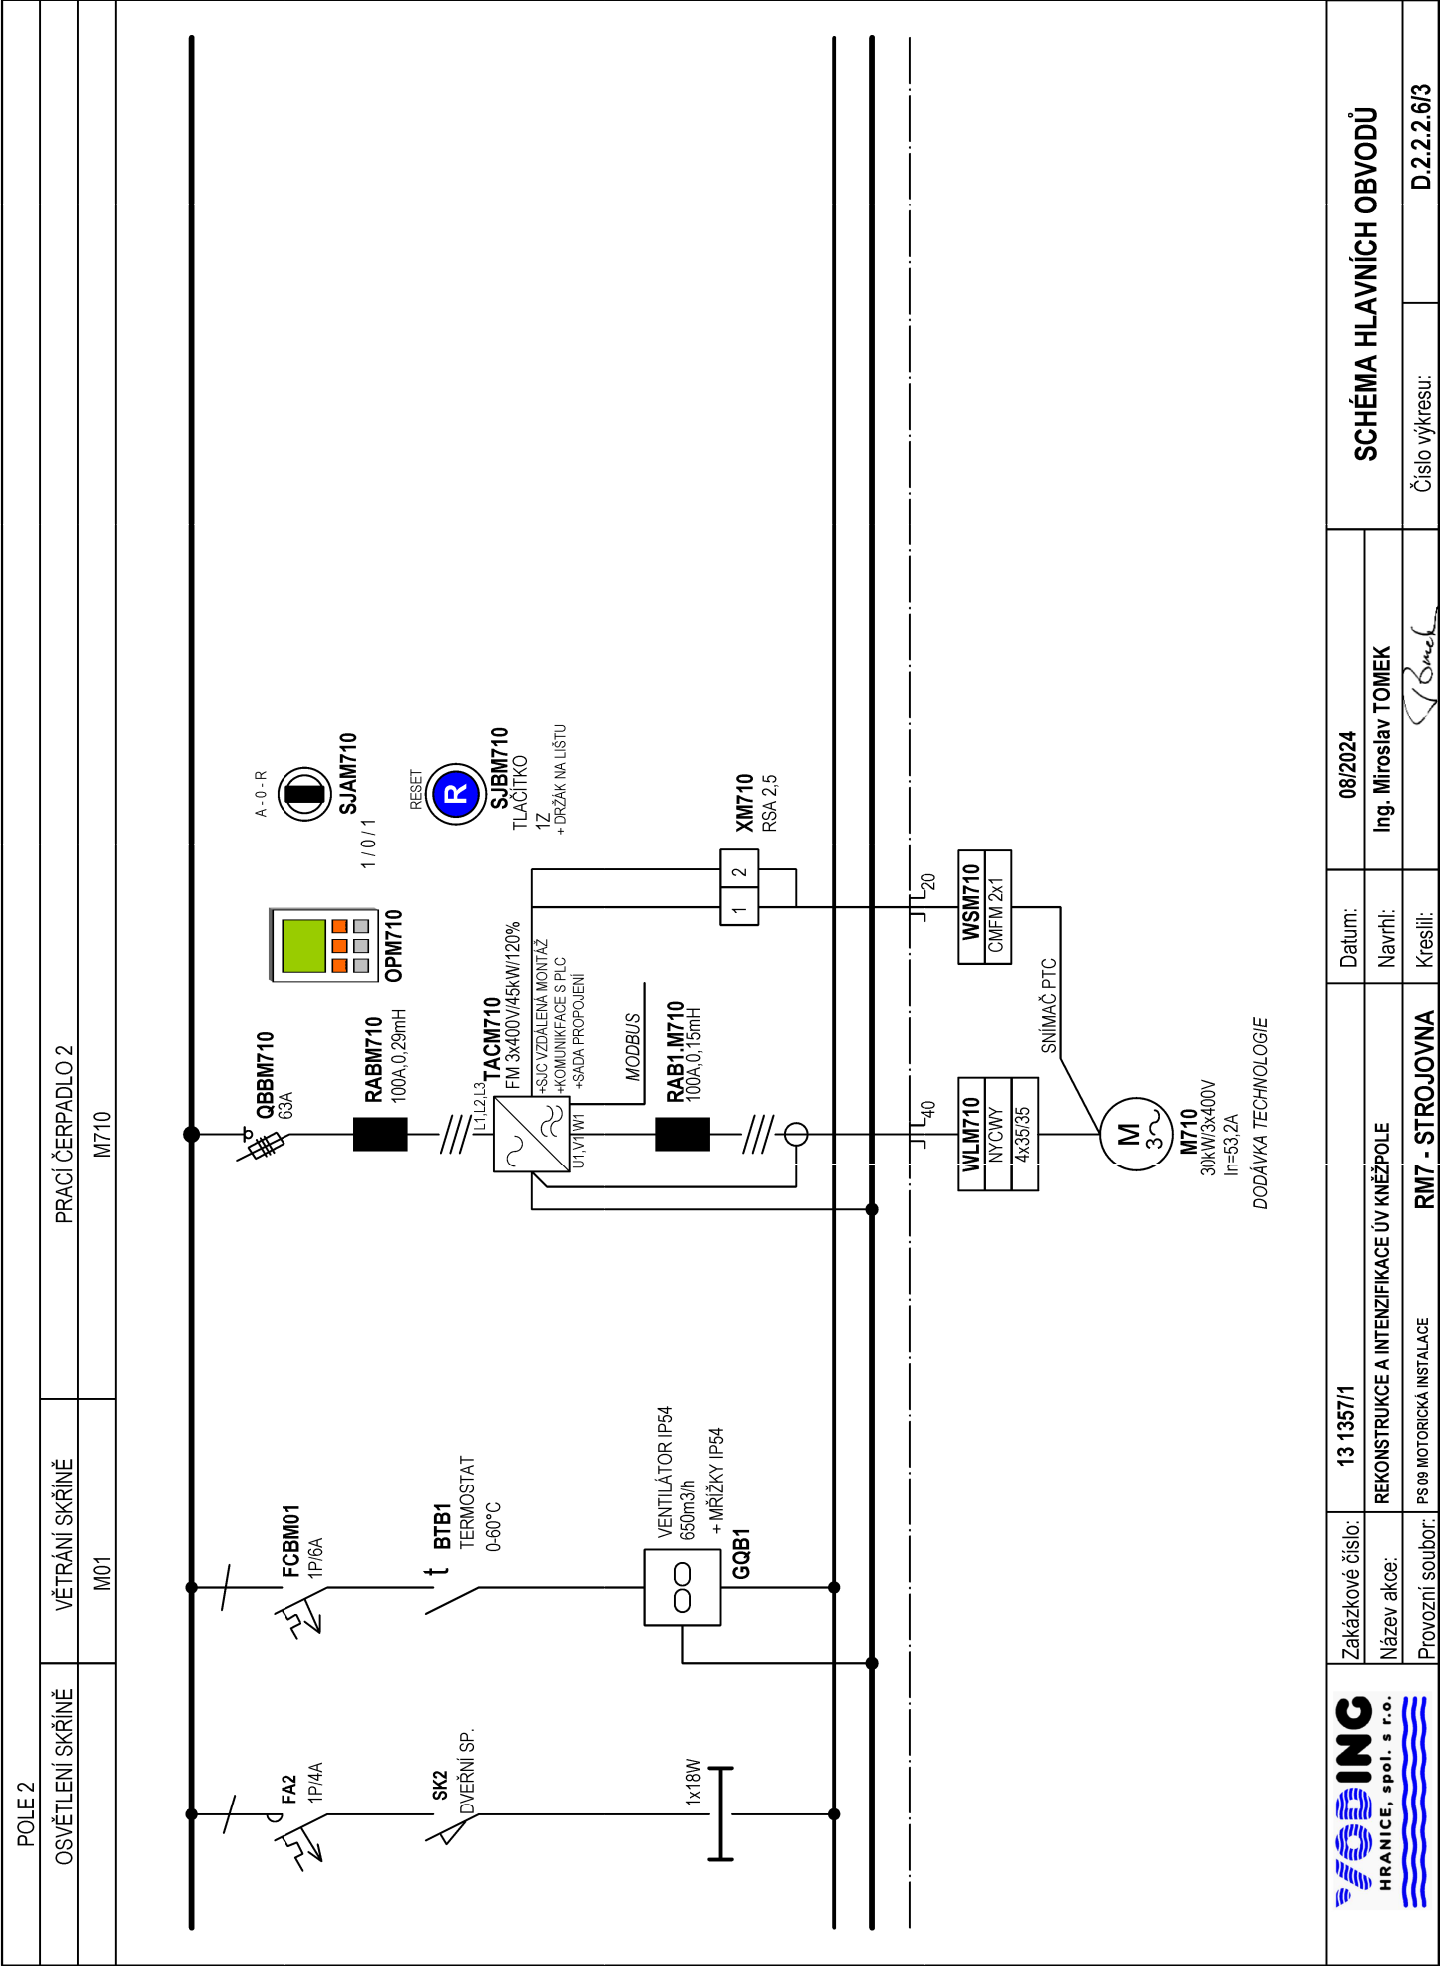 POLE 2
OSVĚTLENÍ SKŘÍNĚ
VĚTRÁNÍ SKŘÍNĚ
PRACÍ ČERPADLO 2
M01
M710
FA2
1P/4A
SK2
DVEŘNÍ SP.
1x18W
FCBM01
1P/6A
t
BTB1
TERMOSTAT
0-60°C
VENTILÁTOR IP54
650m3/h
+ MŘÍŽKY IP54
GQB1
QBBM710
63A
RABM710
100A,0,29mH
L1,L2,L3
TACM710
FM 3x400V/45kW/120%
+SJC VZDÁLENÁ MONTÁŽ
+KOMUNIKFACE S PLC
+SADA PROPOJENÍ
U1,V1,W1
MODBUS
RAB1.M710
100A,0,15mH
40
WLM710
NYCWY
4x35/35
M
3
M710
30kW/3x400V
In=53,2A
DODÁVKA TECHNOLOGIE
OPM710
A - 0 - R
SJAM710
1 / 0 / 1
RESET
R
SJBM710
TLAČÍTKO
1Z
+ DRŽÁK NA LIŠTU
1
2
XM710
RSA 2,5
20
WSM710
CMFM 2x1
SNÍMAČ PTC
VODING
HRANICE, spol. s r.o.
Zakázkové číslo:
13 1357/1
Název akce:
REKONSTRUKCE A INTENZIFIKACE ÚV KNĚŽPOLE
Provozní soubor:
PS 09 MOTORICKÁ INSTALACE
RM7 - STROJOVNA
Datum:
08/2024
Navrhl:
Ing. Miroslav TOMEK
Kreslil:
Tomek
SCHÉMA HLAVNÍCH OBVODŮ
Číslo výkresu:
D.2.2.2.6/3